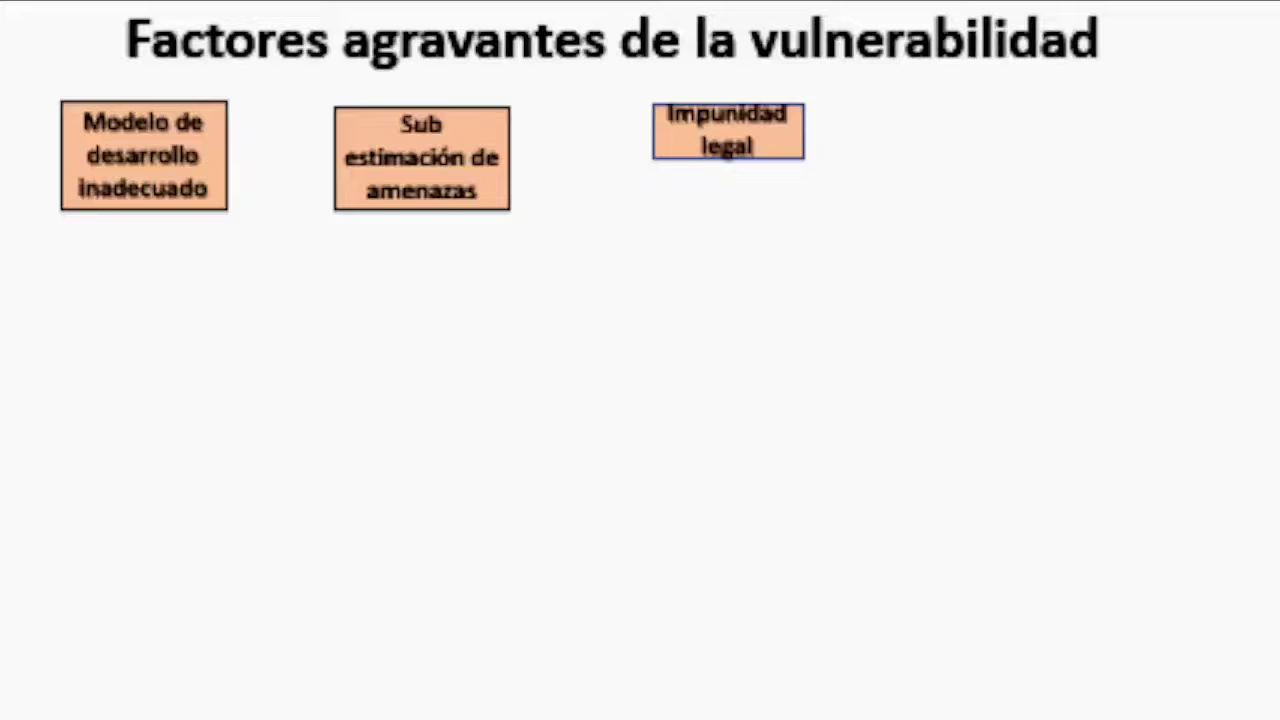 Factores agravantes de la vulnerabilidad
Modelo de
desarrollo
inadecuado
Sub
estimación de
amenazas
Impunidad
legal